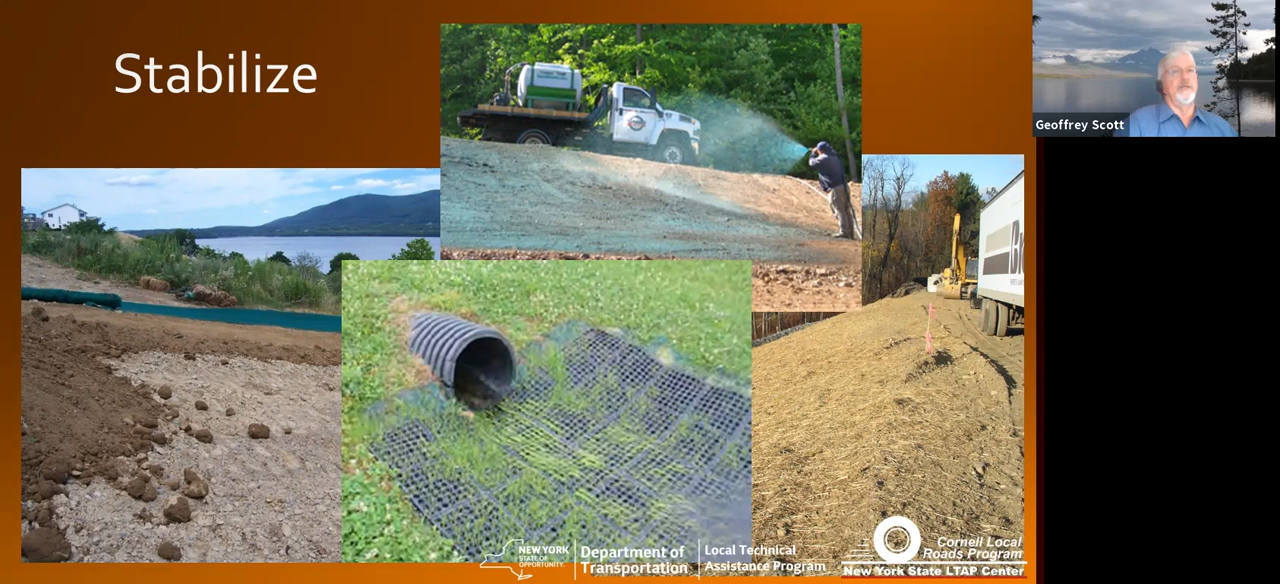 Stabilize
Geoffrey Scott
NEW YORK
STATE OF
OPPORTUNITY.
Department of
Transportation
Local Technical
Assistance Program
Cornell Local
Roads Program
New York State LTAP Center